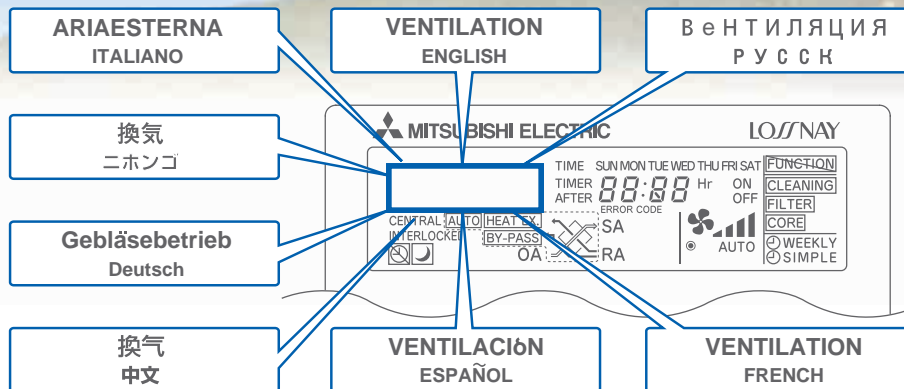 ARIAESTERNA
ITALIANO
VENTILATION
ENGLISH
ВeНТИЛЯЦИЯ
РУССК
換気
ニホンゴ
MITSUBISHI ELECTRIC
LOSSNAY
TIME SUN MON TUE WED THU FRI SAT FUNCTION
TIMER 88:88 Hr ON CLEANING
AFTER OFF FILTER
ERROR CODE
CORE
CENTRAL AUTO HEAT EX. SA
INTERLOCKED BY-PASS AUTO WEEKLY
OA RA SIMPLE
Gebläsebetrieb
Deutsch
换气
中文
VENTILACIóN
ESPAÑOL
VENTILATION
FRENCH